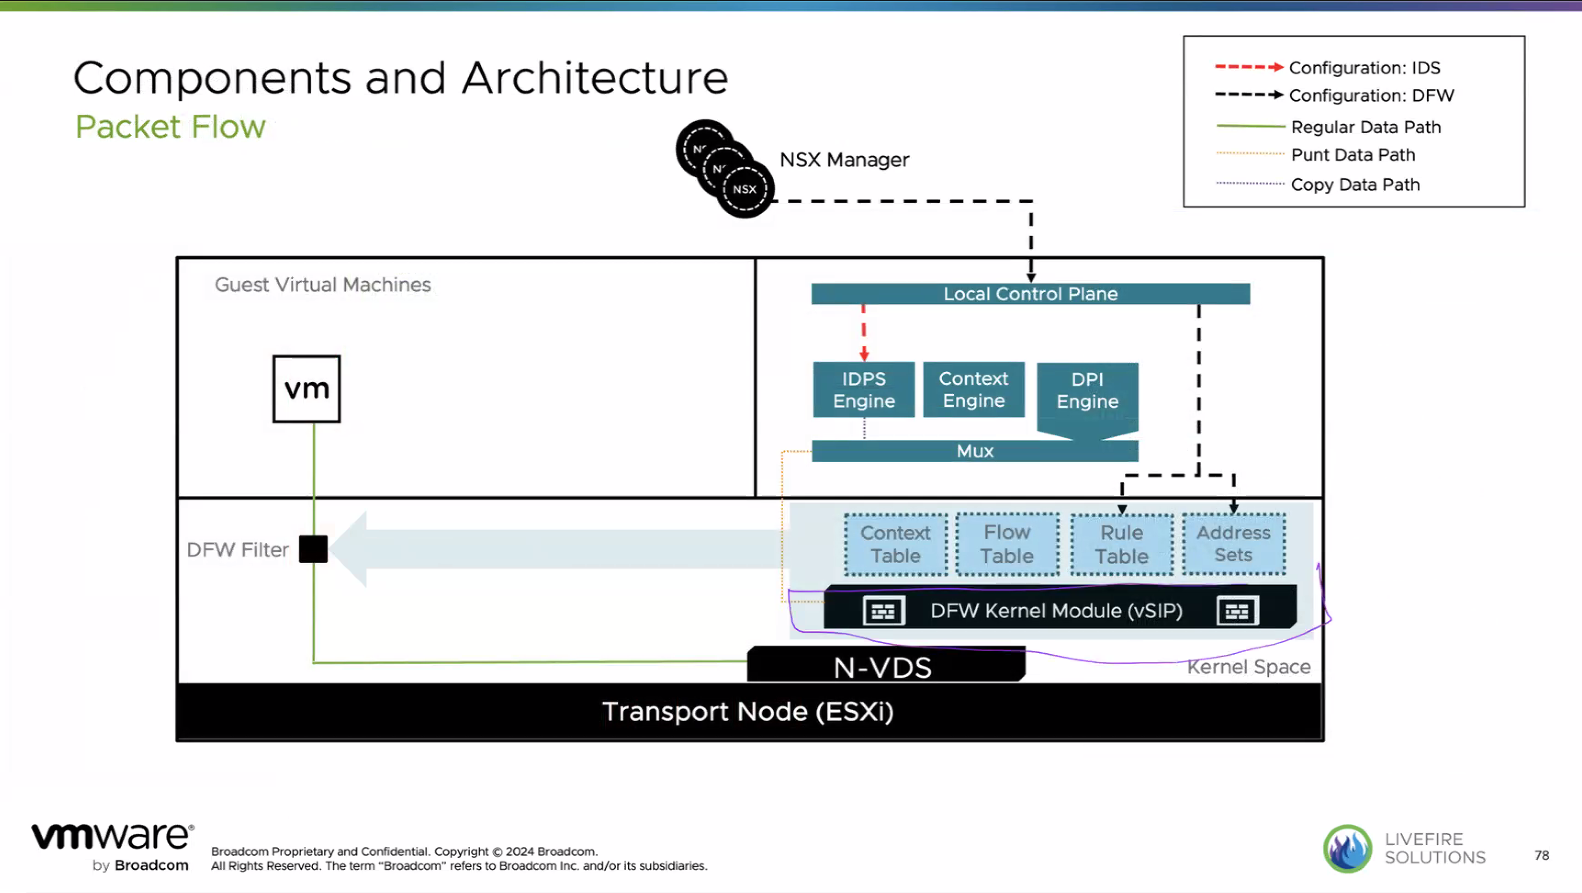 Components and Architecture
Packet Flow
Configuration: IDS
Configuration: DFW
Regular Data Path
Punt Data Path
Copy Data Path
NSX
NSX Manager
Guest Virtual Machines
Local Control Plane
vm
IDPS
Engine
Context
Engine
DPI
Engine
Mux
DFW Filter
Context
Table
Flow
Table
Rule
Table
Address
Sets
DFW Kernel Module (vSIP)
N-VDS
Kernel Space
Transport Node (ESXi)
vmware®
by Broadcom
Broadcom Proprietary and Confidential. Copyright © 2024 Broadcom.
All Rights Reserved. The term “Broadcom” refers to Broadcom Inc. and/or its subsidiaries.
LIVEFIRE
SOLUTIONS
78